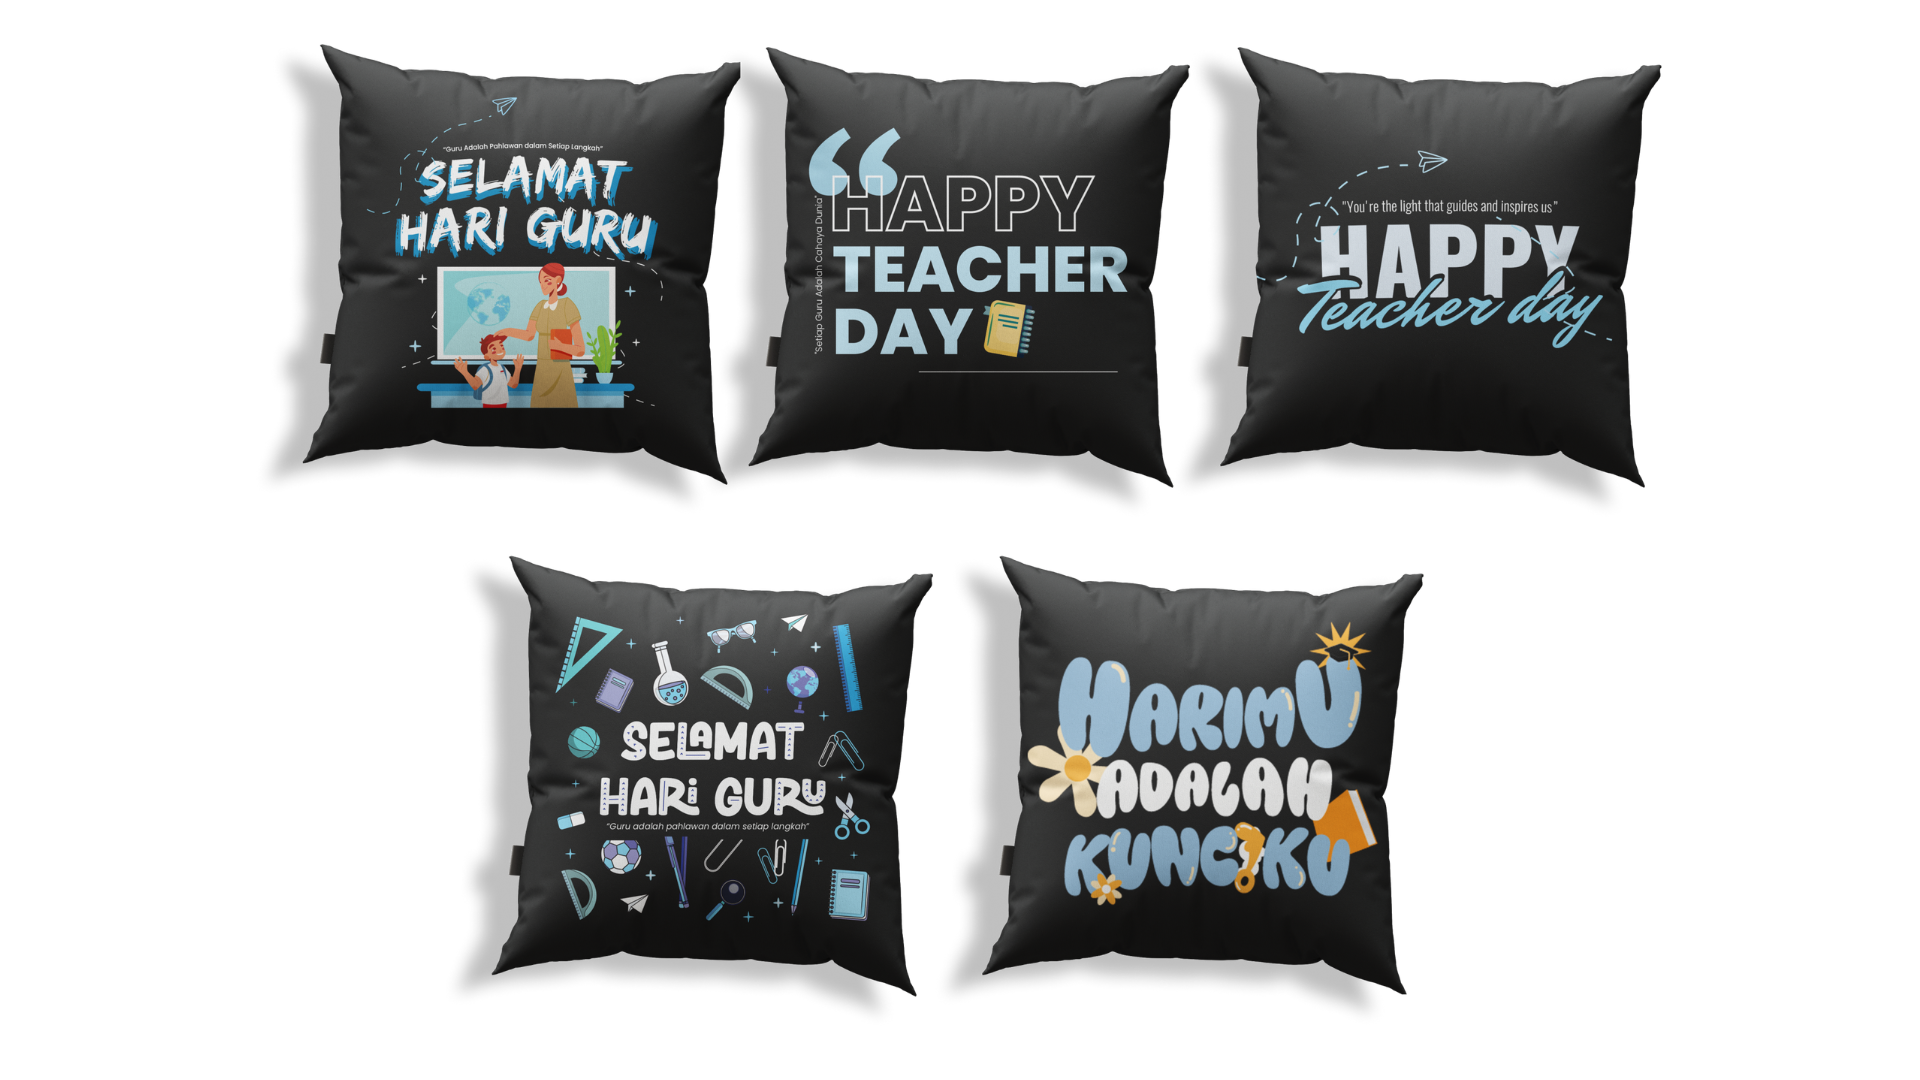 "Guru Adalah Pahlawan dalam Setiap Langkah"
SELAMAT
HARI GURU
"Setiap Guru Adalah Cahaya Dunia"
HAPPY
TEACHER
DAY
"You're the light that guides and inspires us"
HAPPY
Teacher day
SELAMAT
HARi GURU
"Guru adalah pahlawan dalam setiap langkah"
HARIMU
ADALAH
KUNCIKU